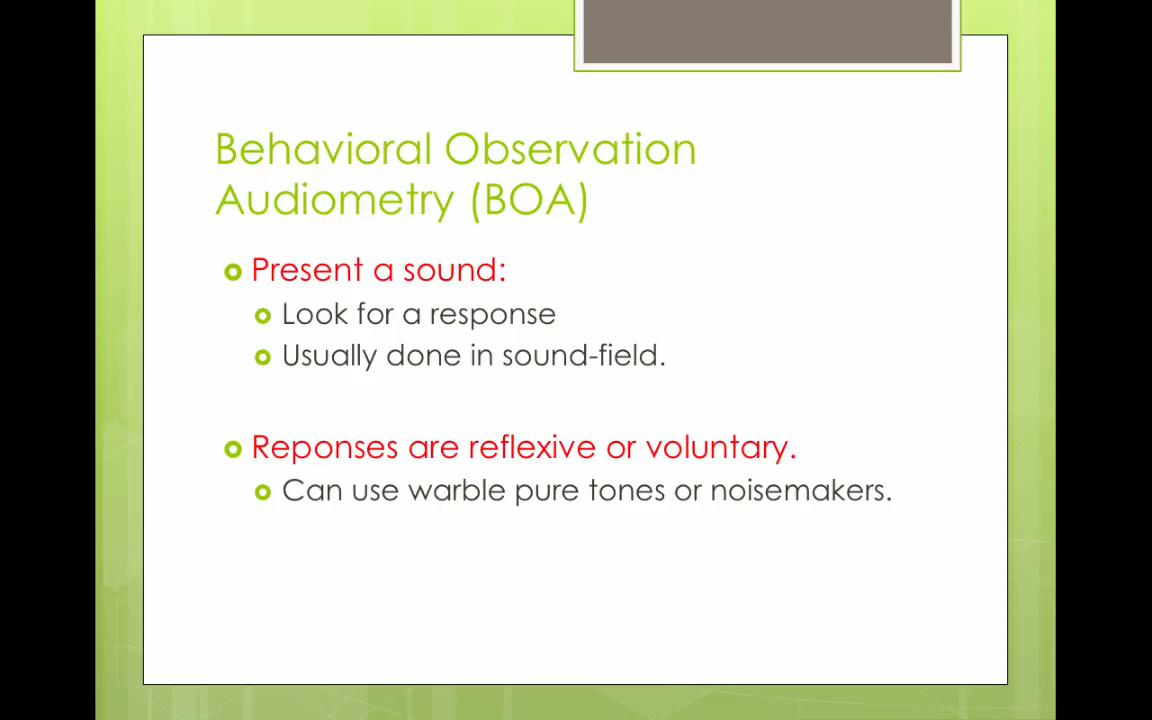 Behavioral Observation
Audiometry (BOA)
Present a sound:
Look for a response
Usually done in sound-field.
Reponses are reflexive or voluntary.
Can use warble pure tones or noisemakers.